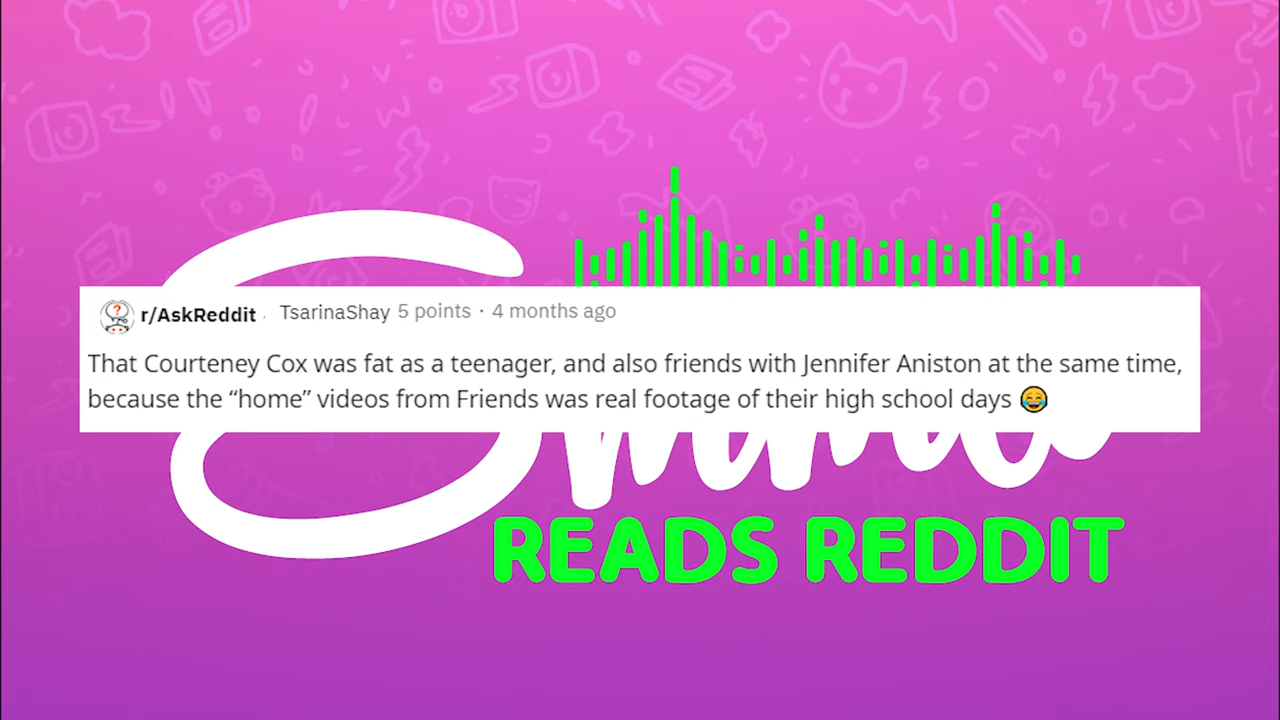 r/AskReddit · TsarinaShay 5 points · 4 months ago
That Courteney Cox was fat as a teenager, and also friends with Jennifer Aniston at the same time,
because the “home” videos from Friends was real footage of their high school days 😂
READS REDDIT